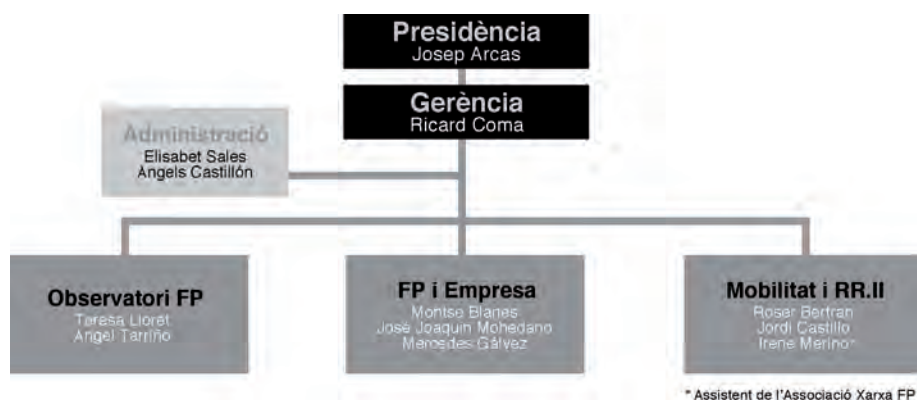 Presidència
Josep Arcas
Gerència
Ricard Coma
Administració
Elisabet Sales
Àngels Castillón
Observatori FP
Teresa Lloret
Àngel Tarriño
FP i Empresa
Montse Blanes
José Joaquín Mohedano
Mercedes Gálvez
Mobilitat i RR.II
Roser Bertran
Jordi Castillo
Irene Merino*
* Assistent de l'Associació Xarxa FP